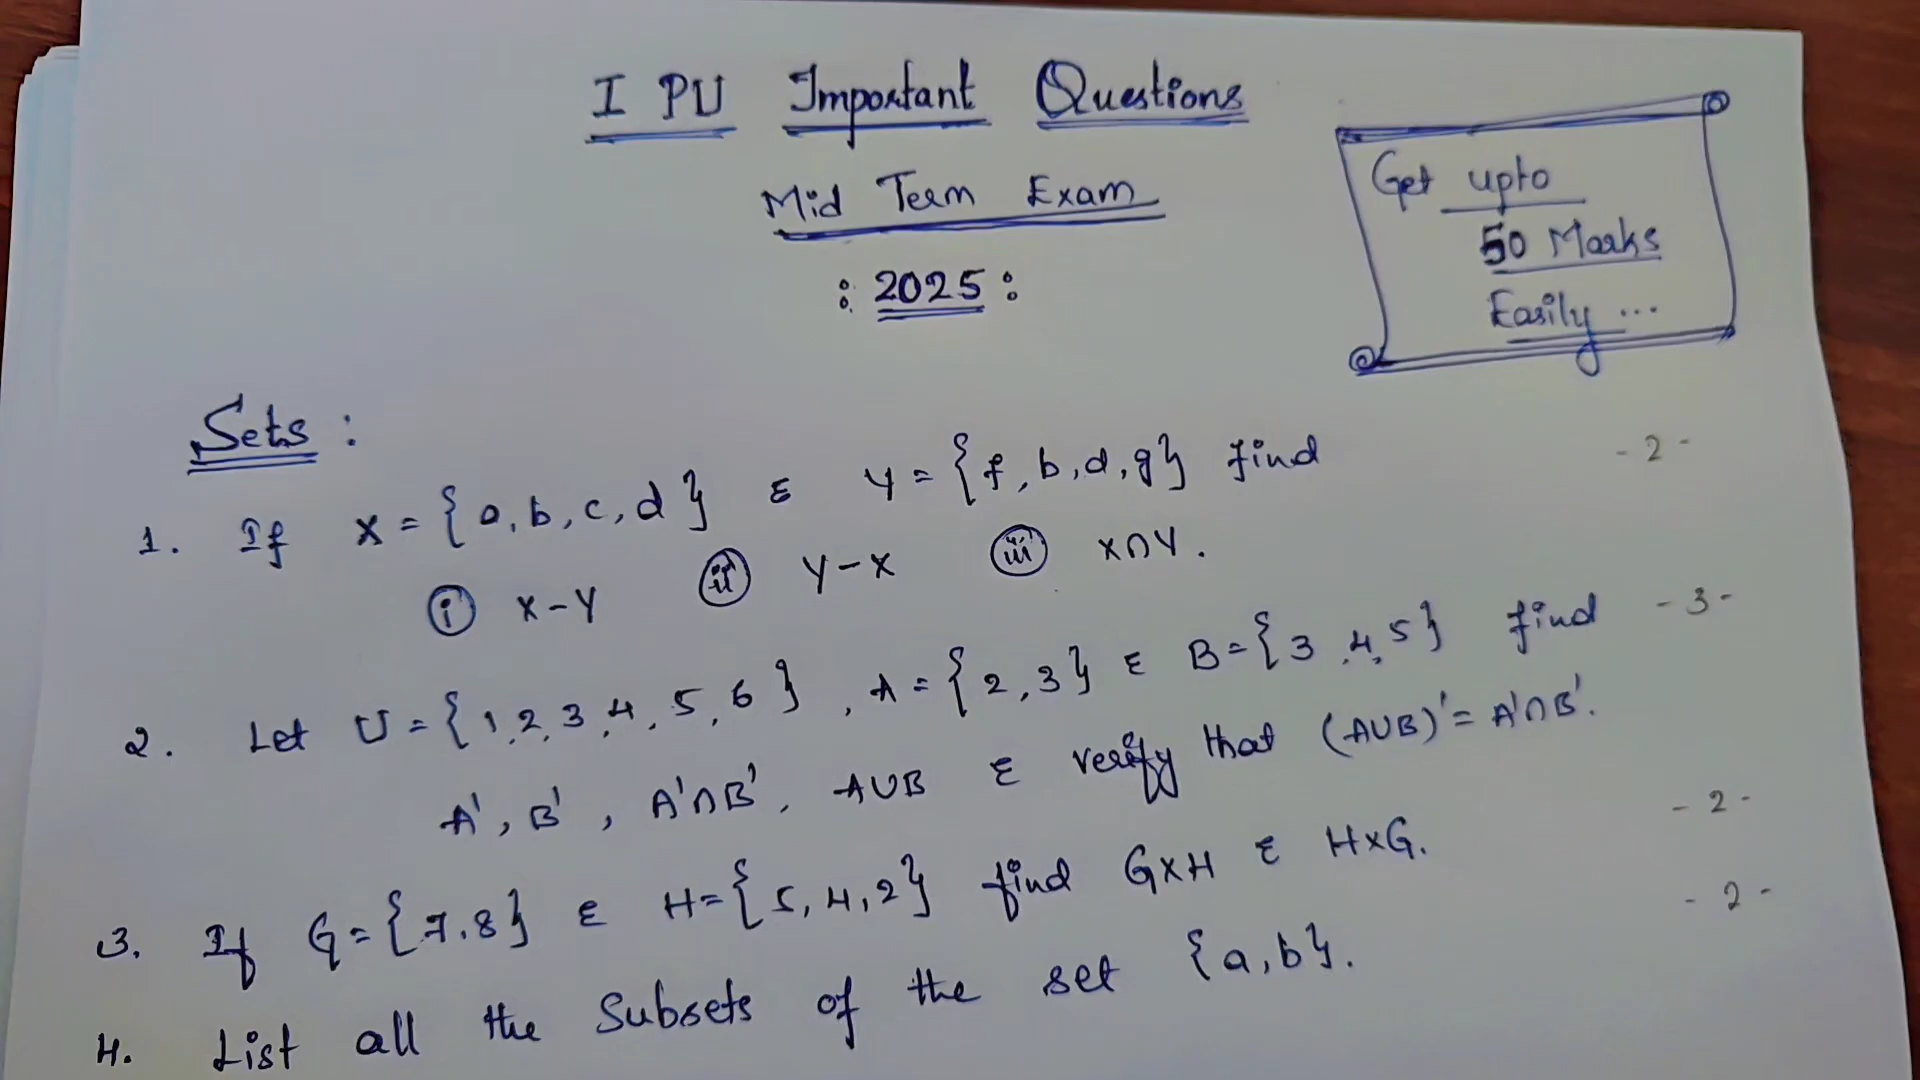 I PU Important Questions
Mid Term Exam
: 2025 :
Get upto
50 Marks
Easily ...
Sets :
1. If X = {a, b, c, d} & Y = {f, b, d, g} find - 2 -
(i) X - Y (ii) Y - X (iii) X ∩ Y.
2. Let U = {1, 2, 3, 4, 5, 6}, A = {2, 3} & B = {3, 4, 5} find - 3 -
A', B', A'∩B', A∪B & verify that (A∪B)' = A'∩B'.
3. If G = {7, 8} & H = {5, 4, 2} find G×H & H×G. - 2 -
4. List all the Subsets of the set {a, b}. - 2 -